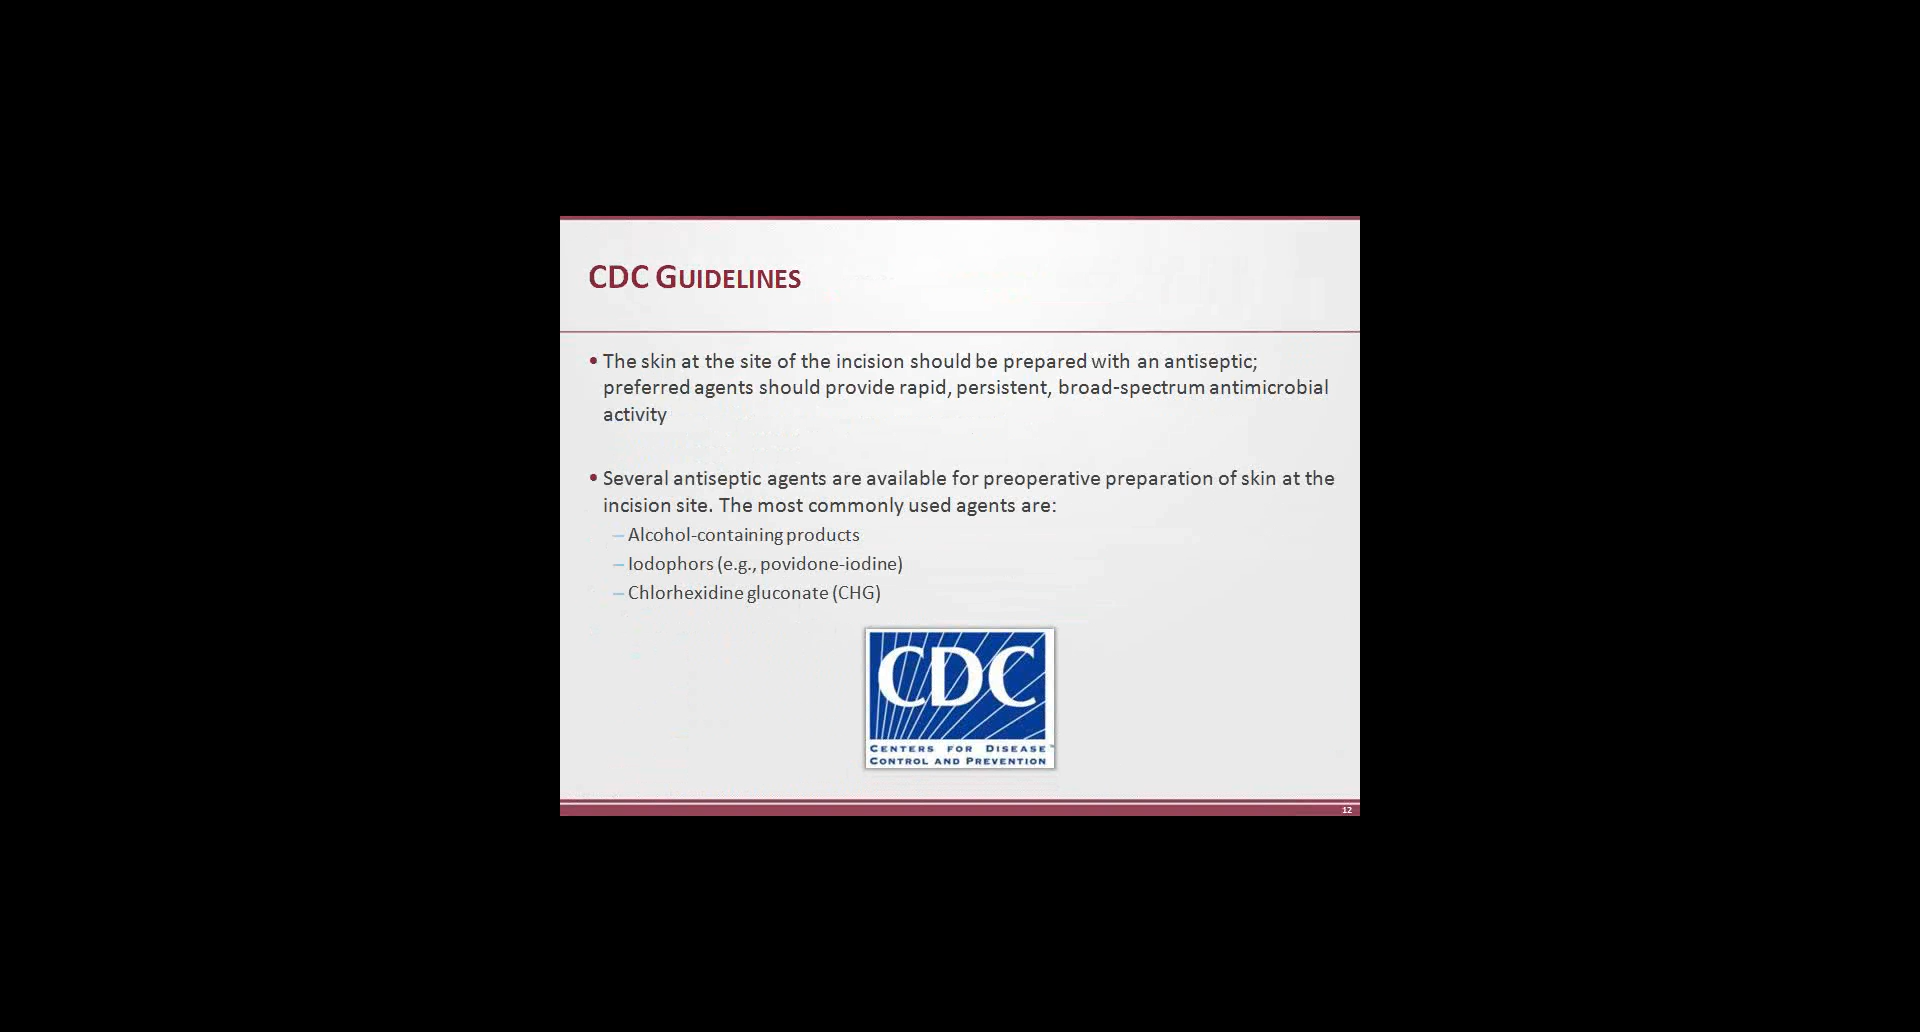 CDC GUIDELINES
• The skin at the site of the incision should be prepared with an antiseptic;
preferred agents should provide rapid, persistent, broad-spectrum antimicrobial
activity
• Several antiseptic agents are available for preoperative preparation of skin at the
incision site. The most commonly used agents are:
– Alcohol-containing products
– Iodophors (e.g., povidone-iodine)
– Chlorhexidine gluconate (CHG)
CDC
CENTERS FOR DISEASE™
CONTROL AND PREVENTION
12